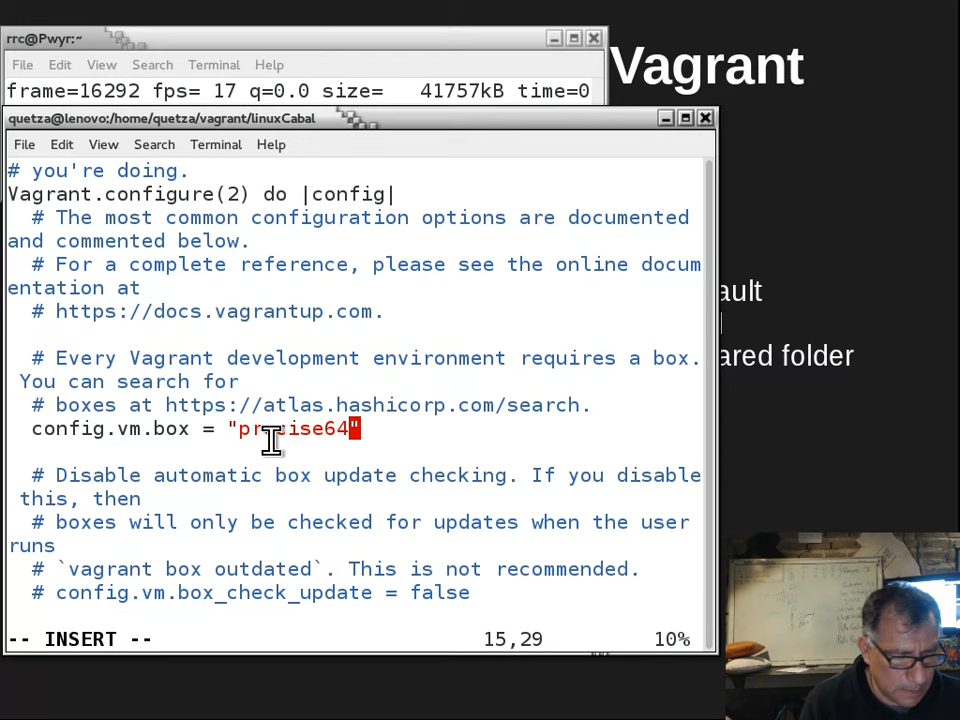 rrc@Pwyr:~
Vagrant
File Edit View Search Terminal Help
frame=16292 fps= 17 q=0.0 size=   41757kB time=0
quetza@lenovo:/home/quetza/vagrant/linuxCabal
File Edit View Search Terminal Help
# you're doing.
Vagrant.configure(2) do |config|
# The most common configuration options are documented
and commented below.
# For a complete reference, please see the online docum
entation at
# https://docs.vagrantup.com.
# Every Vagrant development environment requires a box.
You can search for
# boxes at https://atlas.hashicorp.com/search.
config.vm.box = "precise64"
# Disable automatic box update checking. If you disable
this, then
# boxes will only be checked for updates when the user
runs
# `vagrant box outdated`. This is not recommended.
# config.vm.box_check_update = false
-- INSERT -- 15,29 10%
ault
ared folder